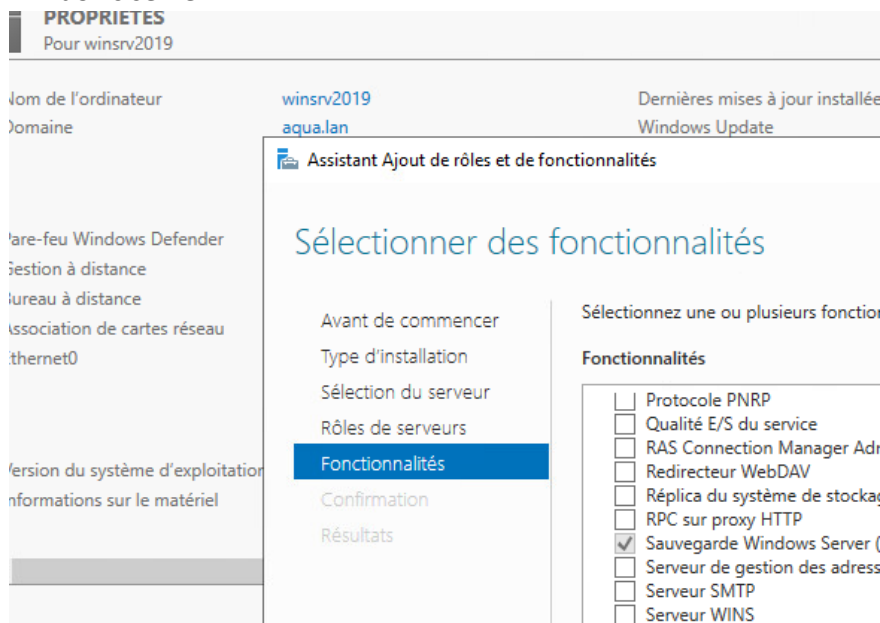 PROPRIÉTÉS
Pour winsrv2019
Nom de l'ordinateur winsrv2019 Dernières mises à jour installée
Domaine aqua.lan Windows Update
Assistant Ajout de rôles et de fonctionnalités
Pare-feu Windows Defender
Gestion à distance
Bureau à distance
Association de cartes réseau
Ethernet0
Version du système d'exploitation
Informations sur le matériel
Sélectionner des fonctionnalités
Avant de commencer
Type d'installation
Sélection du serveur
Rôles de serveurs
Fonctionnalités
Confirmation
Résultats
Sélectionnez une ou plusieurs fonction
Fonctionnalités
Protocole PNRP
Qualité E/S du service
RAS Connection Manager Adr
Redirecteur WebDAV
Réplica du système de stockag
RPC sur proxy HTTP
Sauvegarde Windows Server (
Serveur de gestion des adress
Serveur SMTP
Serveur WINS